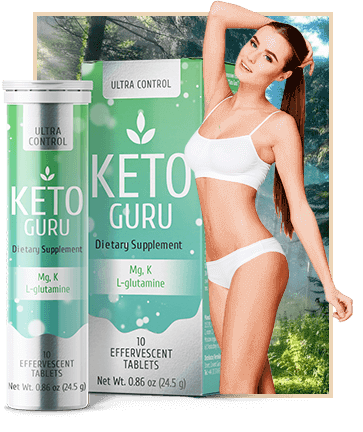 ULTRA
CONTROL
KETO
GURU
Dietary Supplement
Mg, K
L-glutamine
10
EFFERVESCENT
TABLETS
Net Wt. 0.86 oz (24.5 g)
ULTRA CONTROL
KETO
GURU
Dietary Supplement
Mg, K
L-glutamine
10
EFFERVESCENT
TABLETS
Net Wt. 0.86 oz (24.5 g)